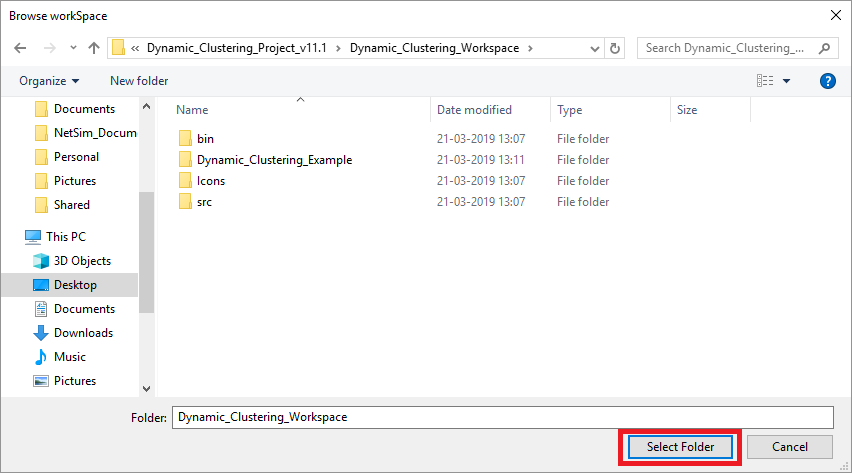 Browse workSpace
« Dynamic_Clustering_Project_v11.1 › Dynamic_Clustering_Workspace ›
Search Dynamic_Clustering_...
Organize
New folder
?
Documents
NetSim_Docum
Personal
Pictures
Shared
This PC
3D Objects
Desktop
Documents
Downloads
Music
Pictures
Name Date modified Type Size
bin 21-03-2019 13:07 File folder
Dynamic_Clustering_Example 21-03-2019 13:11 File folder
Icons 21-03-2019 13:07 File folder
src 21-03-2019 13:07 File folder
Folder: Dynamic_Clustering_Workspace
Select Folder Cancel